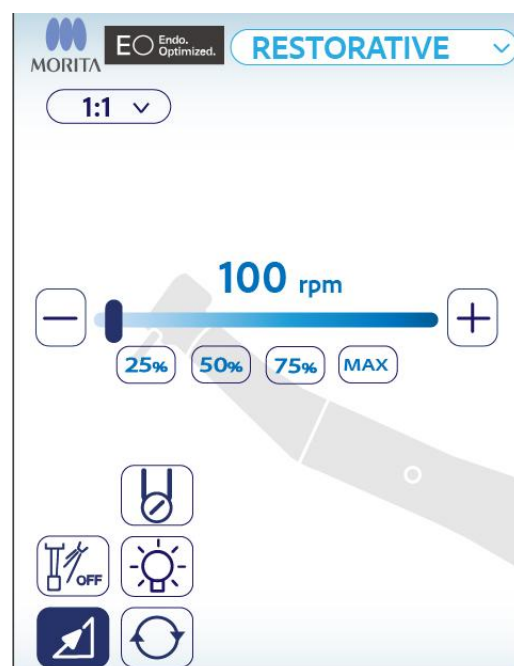 MORITA
EO Endo. Optimized.
RESTORATIVE
1:1
100 rpm
25% 50% 75% MAX
OFF